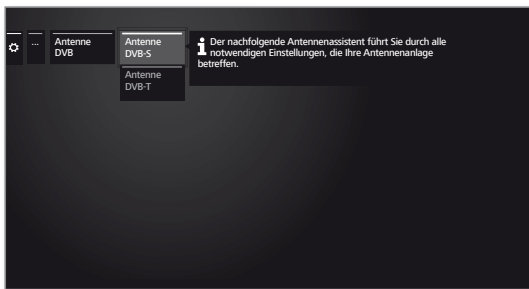 ...
Antenne
DVB
Antenne
DVB-S
Antenne
DVB-T
Der nachfolgende Antennenassistent führt Sie durch alle
notwendigen Einstellungen, die Ihre Antennenanlage
betreffen.